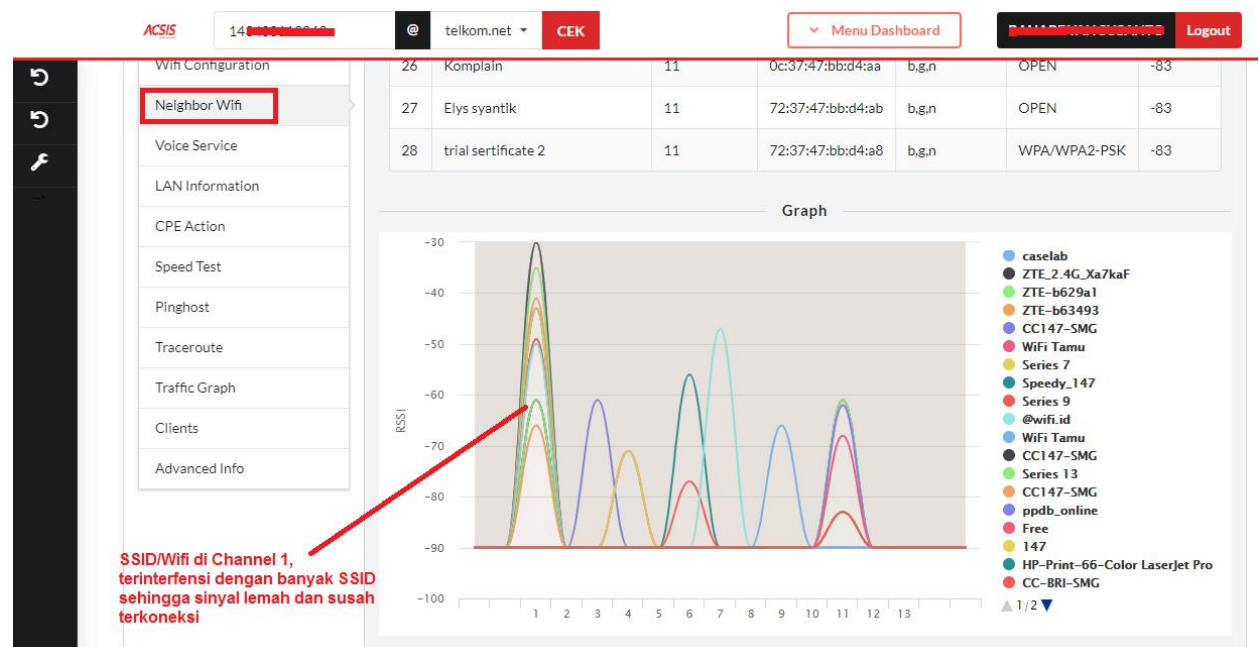 ACSIS
@
telkom.net
CEK
Menu Dashboard
Logout
Wifi Configuration
Neighbor Wifi
Voice Service
LAN Information
CPE Action
Speed Test
Pinghost
Traceroute
Traffic Graph
Clients
Advanced Info
26 Komplain 11 0c:37:47:bb:d4:aa b,g,n OPEN -83
27 Elys syantik 11 72:37:47:bb:d4:ab b,g,n OPEN -83
28 trial sertificate 2 11 72:37:47:bb:d4:a8 b,g,n WPA/WPA2-PSK -83
Graph
RSSI
-30
-40
-50
-60
-70
-80
-90
-100
1 2 3 4 5 6 7 8 9 10 11 12 13
caselab
ZTE_2.4G_Xa7kaF
ZTE-b629a1
ZTE-b63493
CC147-SMG
WiFi Tamu
Series 7
Speedy_147
Series 9
@wifi.id
WiFi Tamu
CC147-SMG
Series 13
CC147-SMG
ppdb_online
Free
147
HP-Print-66-Color LaserJet Pro
CC-BRI-SMG
1/2
SSID/Wifi di Channel 1,
terinterfensi dengan banyak SSID
sehingga sinyal lemah dan susah
terkoneksi